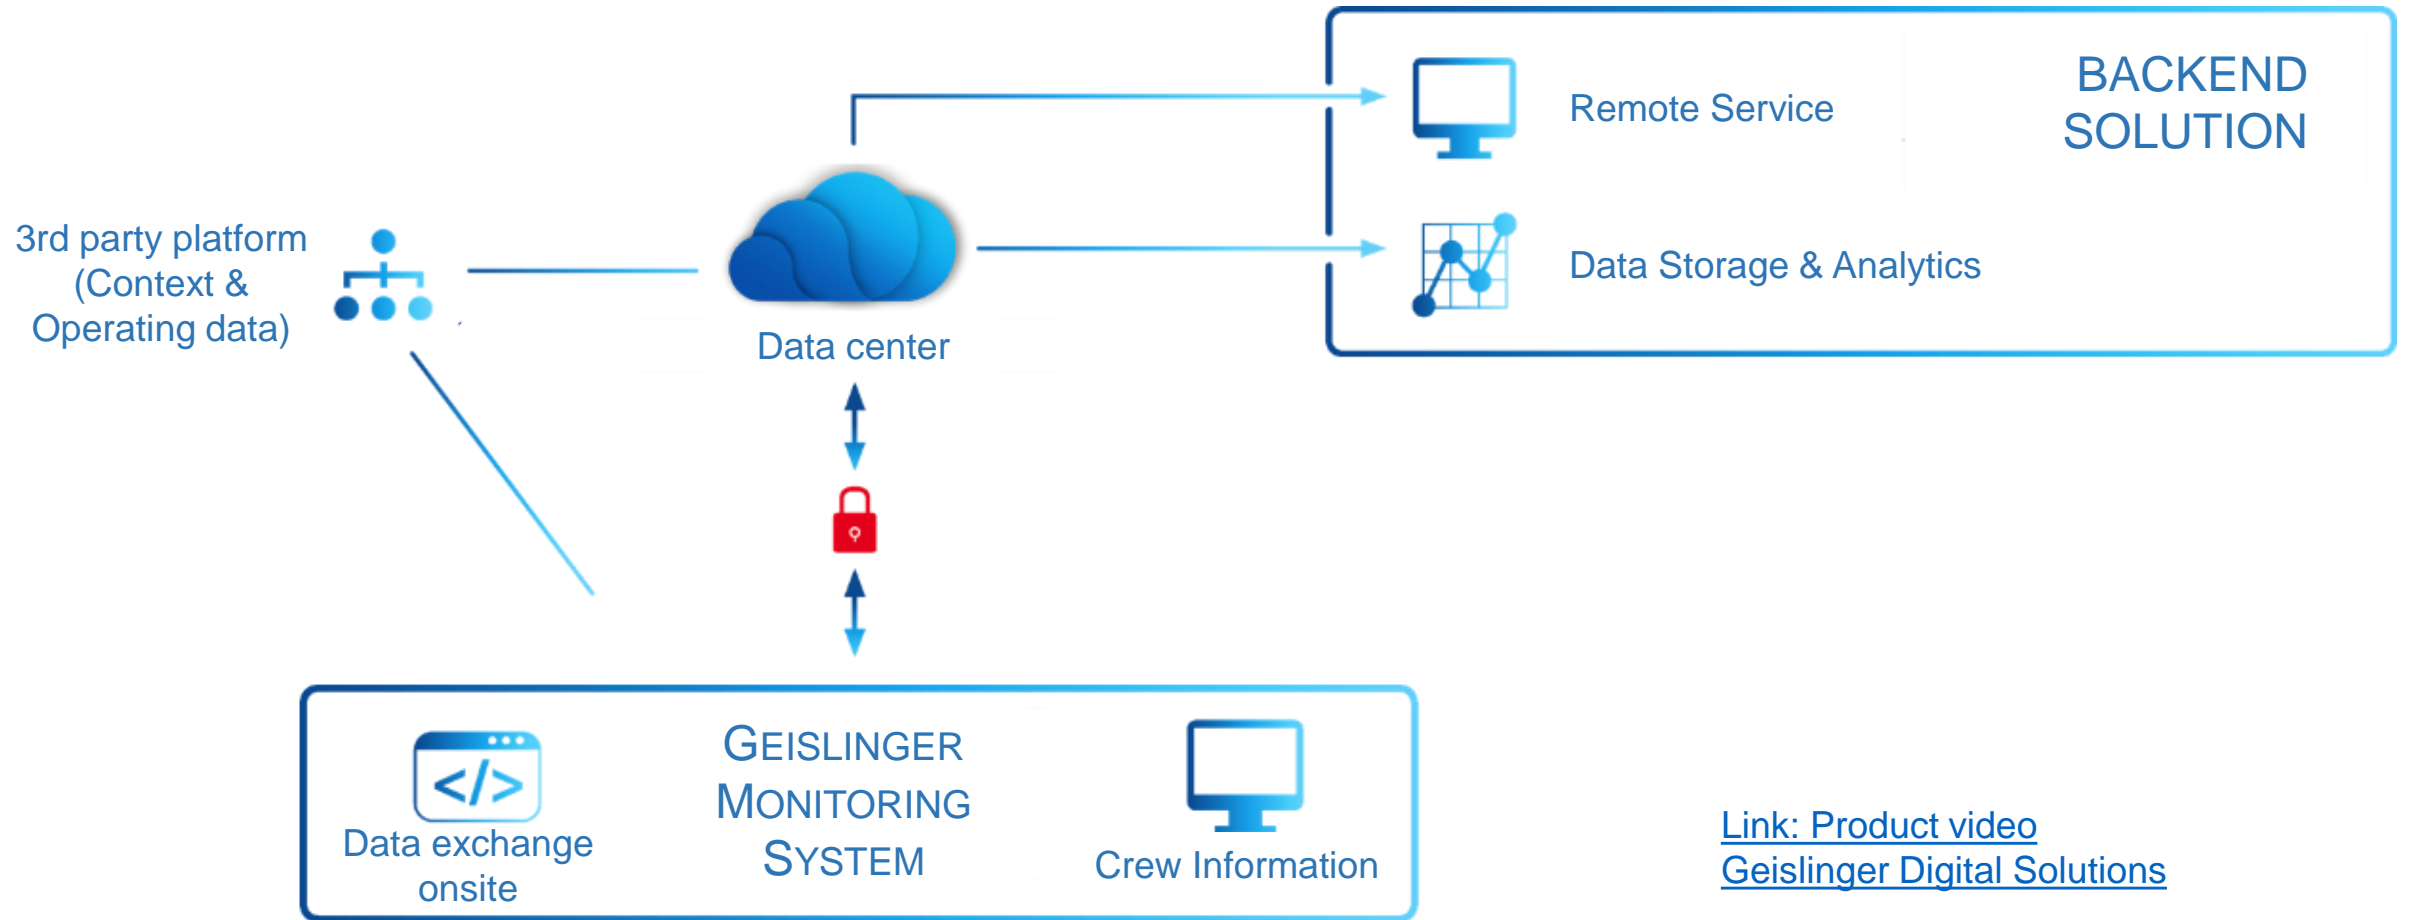 BACKEND
SOLUTION
Remote Service
Data Storage & Analytics
3rd party platform
(Context &
Operating data)
Data center
</>
Data exchange
onsite
GEISLINGER
MONITORING
SYSTEM
Crew Information
Link: Product video
Geislinger Digital Solutions